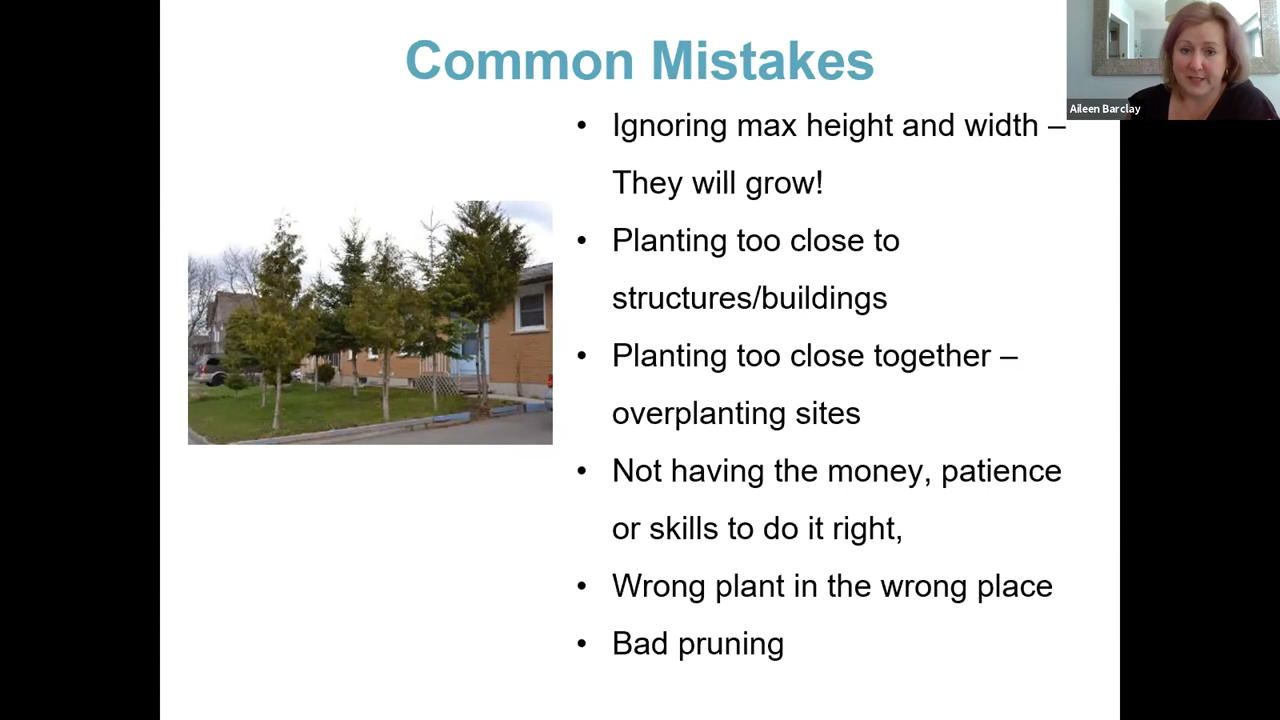 Common Mistakes
Aileen Barclay
• Ignoring max height and width –
They will grow!
• Planting too close to
structures/buildings
• Planting too close together –
overplanting sites
• Not having the money, patience
or skills to do it right,
• Wrong plant in the wrong place
• Bad pruning